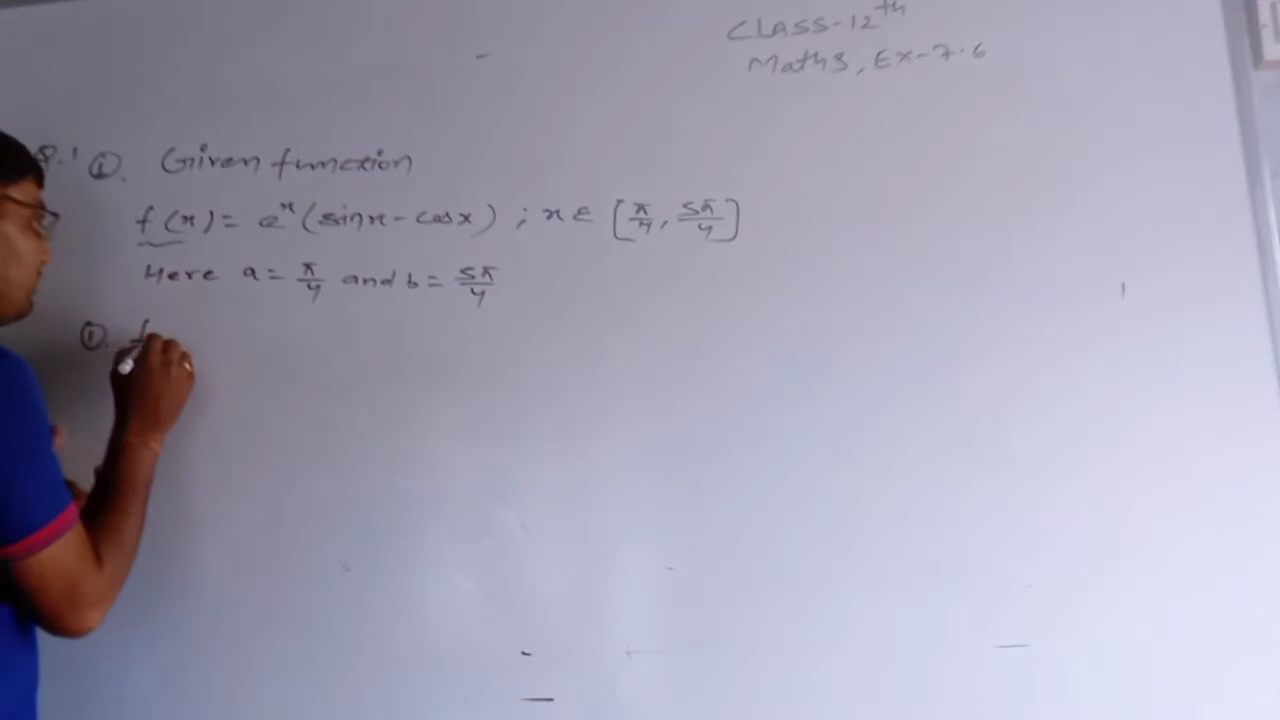 CLASS-12th
Maths, Ex-7.6
Q.1 ①. Given function
f(x) = e^x (sinx - cosx) ; x ∈ [π/4, 5π/4]
Here a = π/4 and b = 5π/4
①. f